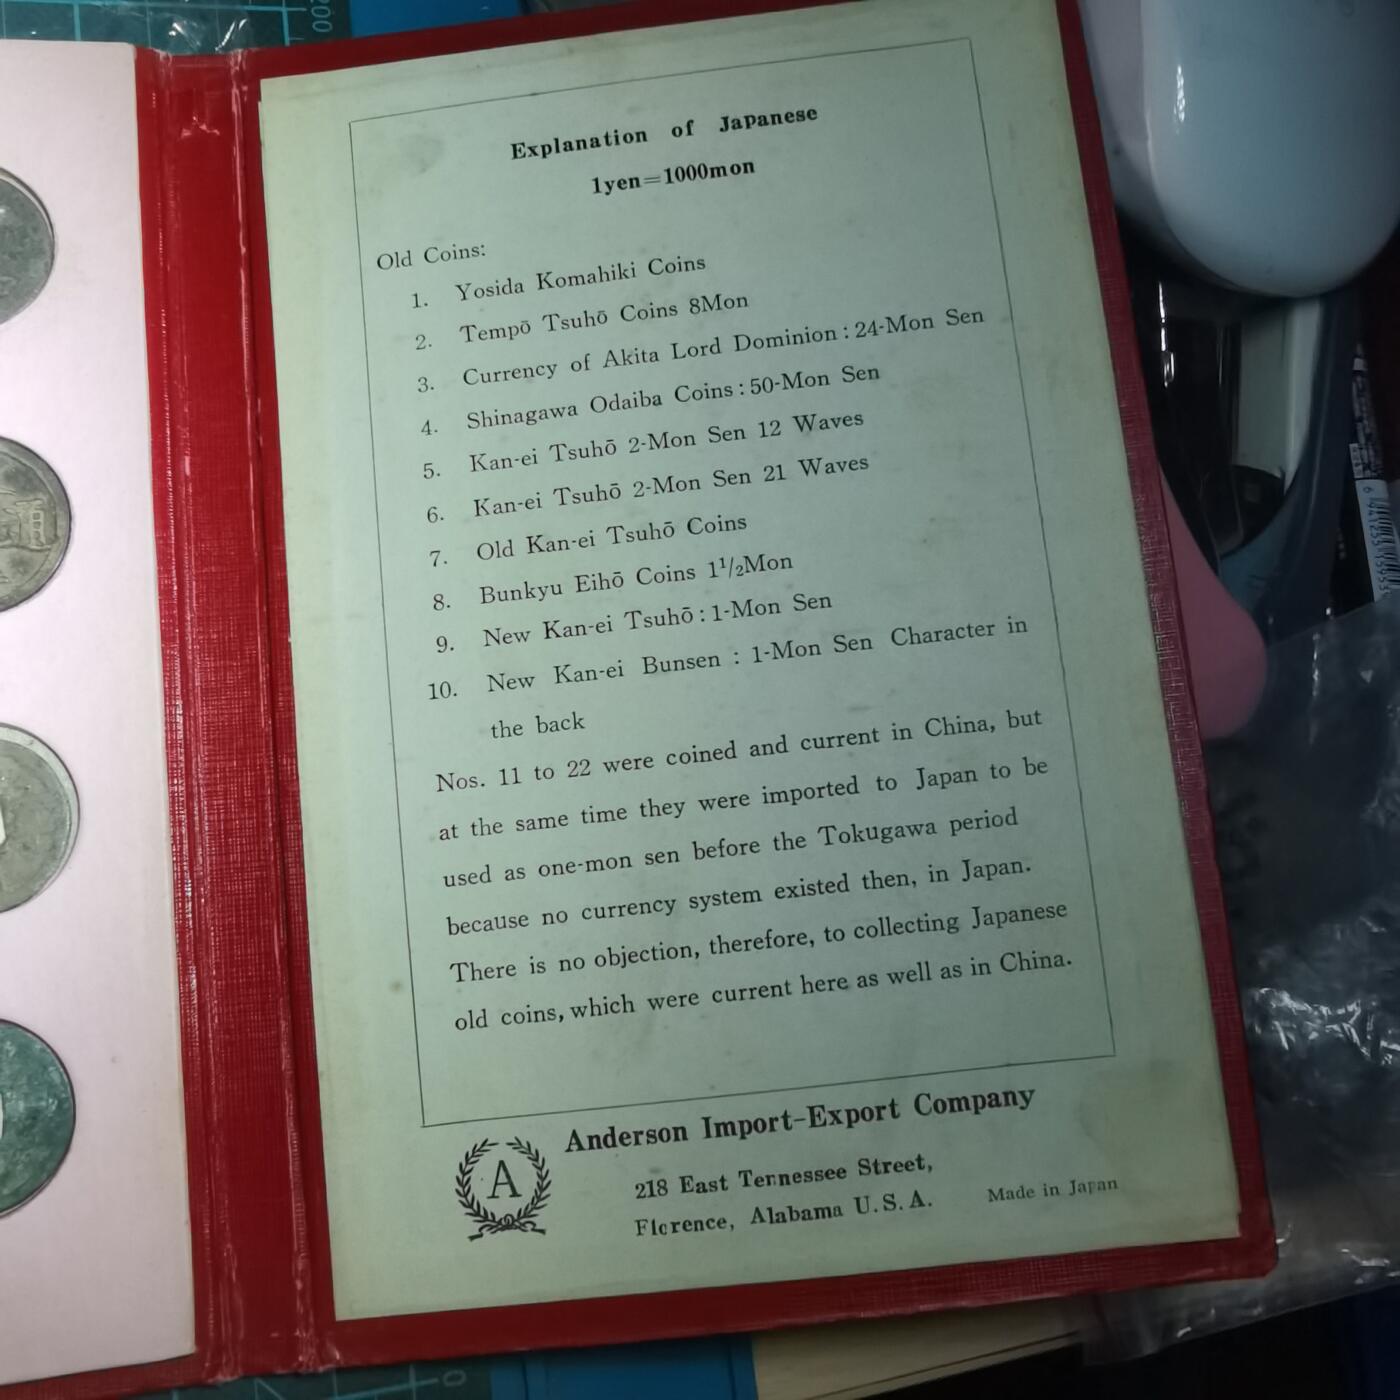 Explanation of Japanese
1yen=1000mon
Old Coins:
1. Yosida Komahiki Coins
2. Tempō Tsuhō Coins 8Mon
3. Currency of Akita Lord Dominion : 24-Mon Sen
4. Shinagawa Odaiba Coins : 50-Mon Sen
5. Kan-ei Tsuhō 2-Mon Sen 12 Waves
6. Kan-ei Tsuhō 2-Mon Sen 21 Waves
7. Old Kan-ei Tsuhō Coins
8. Bunkyu Eihō Coins 1¹/₂Mon
9. New Kan-ei Tsuhō : 1-Mon Sen
10. New Kan-ei Bunsen : 1-Mon Sen Character in
the back
Nos. 11 to 22 were coined and current in China, but
at the same time they were imported to Japan to be
used as one-mon sen before the Tokugawa period
because no currency system existed then, in Japan.
There is no objection, therefore, to collecting Japanese
old coins, which were current here as well as in China.
A
Anderson Import-Export Company
218 East Tennessee Street,
Florence, Alabama U. S. A.
Made in Japan